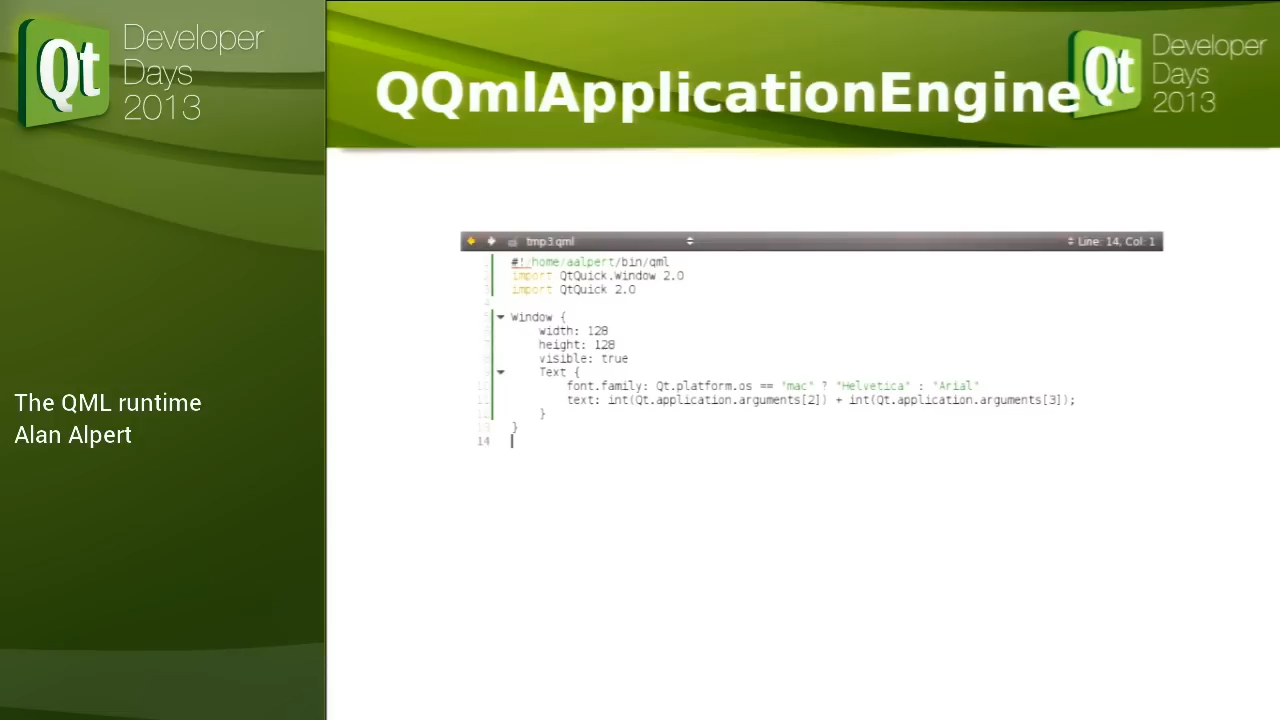 Qt Developer
Days
2013
The QML runtime
Alan Alpert
QQmlApplicationEngine
Qt Developer
Days
2013
tmp3.qml Line: 14, Col: 1
#!/home/aalpert/bin/qml
import QtQuick.Window 2.0
import QtQuick 2.0
Window {
width: 128
height: 128
visible: true
Text {
font.family: Qt.platform.os == "mac" ? "Helvetica" : "Arial"
text: int(Qt.application.arguments[2]) + int(Qt.application.arguments[3]);
}
}
14